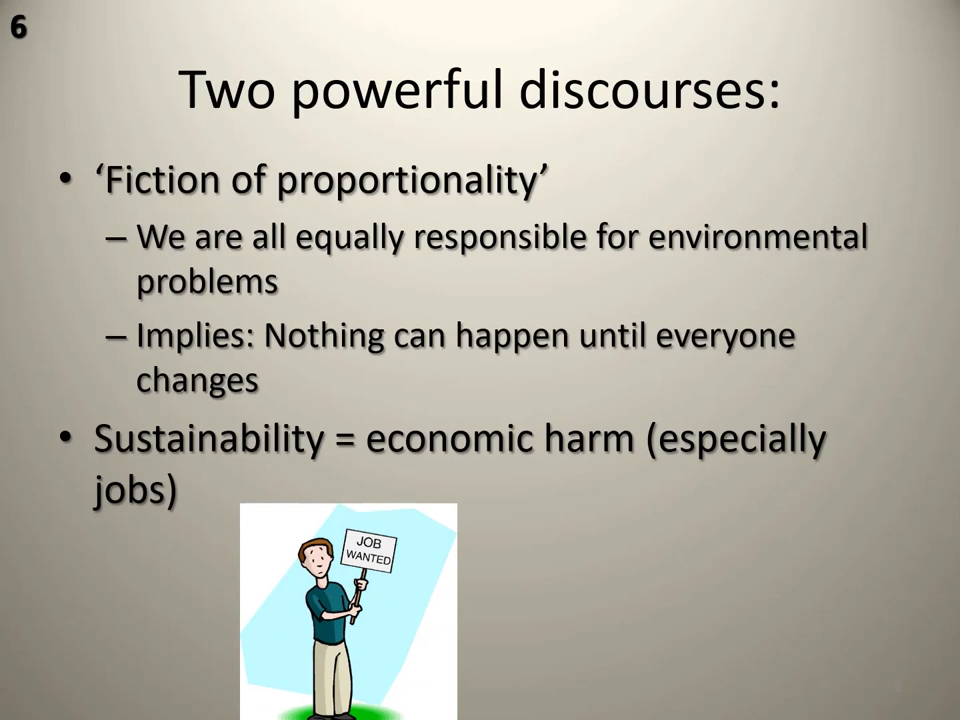 6
Two powerful discourses:
• ‘Fiction of proportionality’
– We are all equally responsible for environmental
problems
– Implies: Nothing can happen until everyone
changes
• Sustainability = economic harm (especially
jobs)
JOB
WANTED